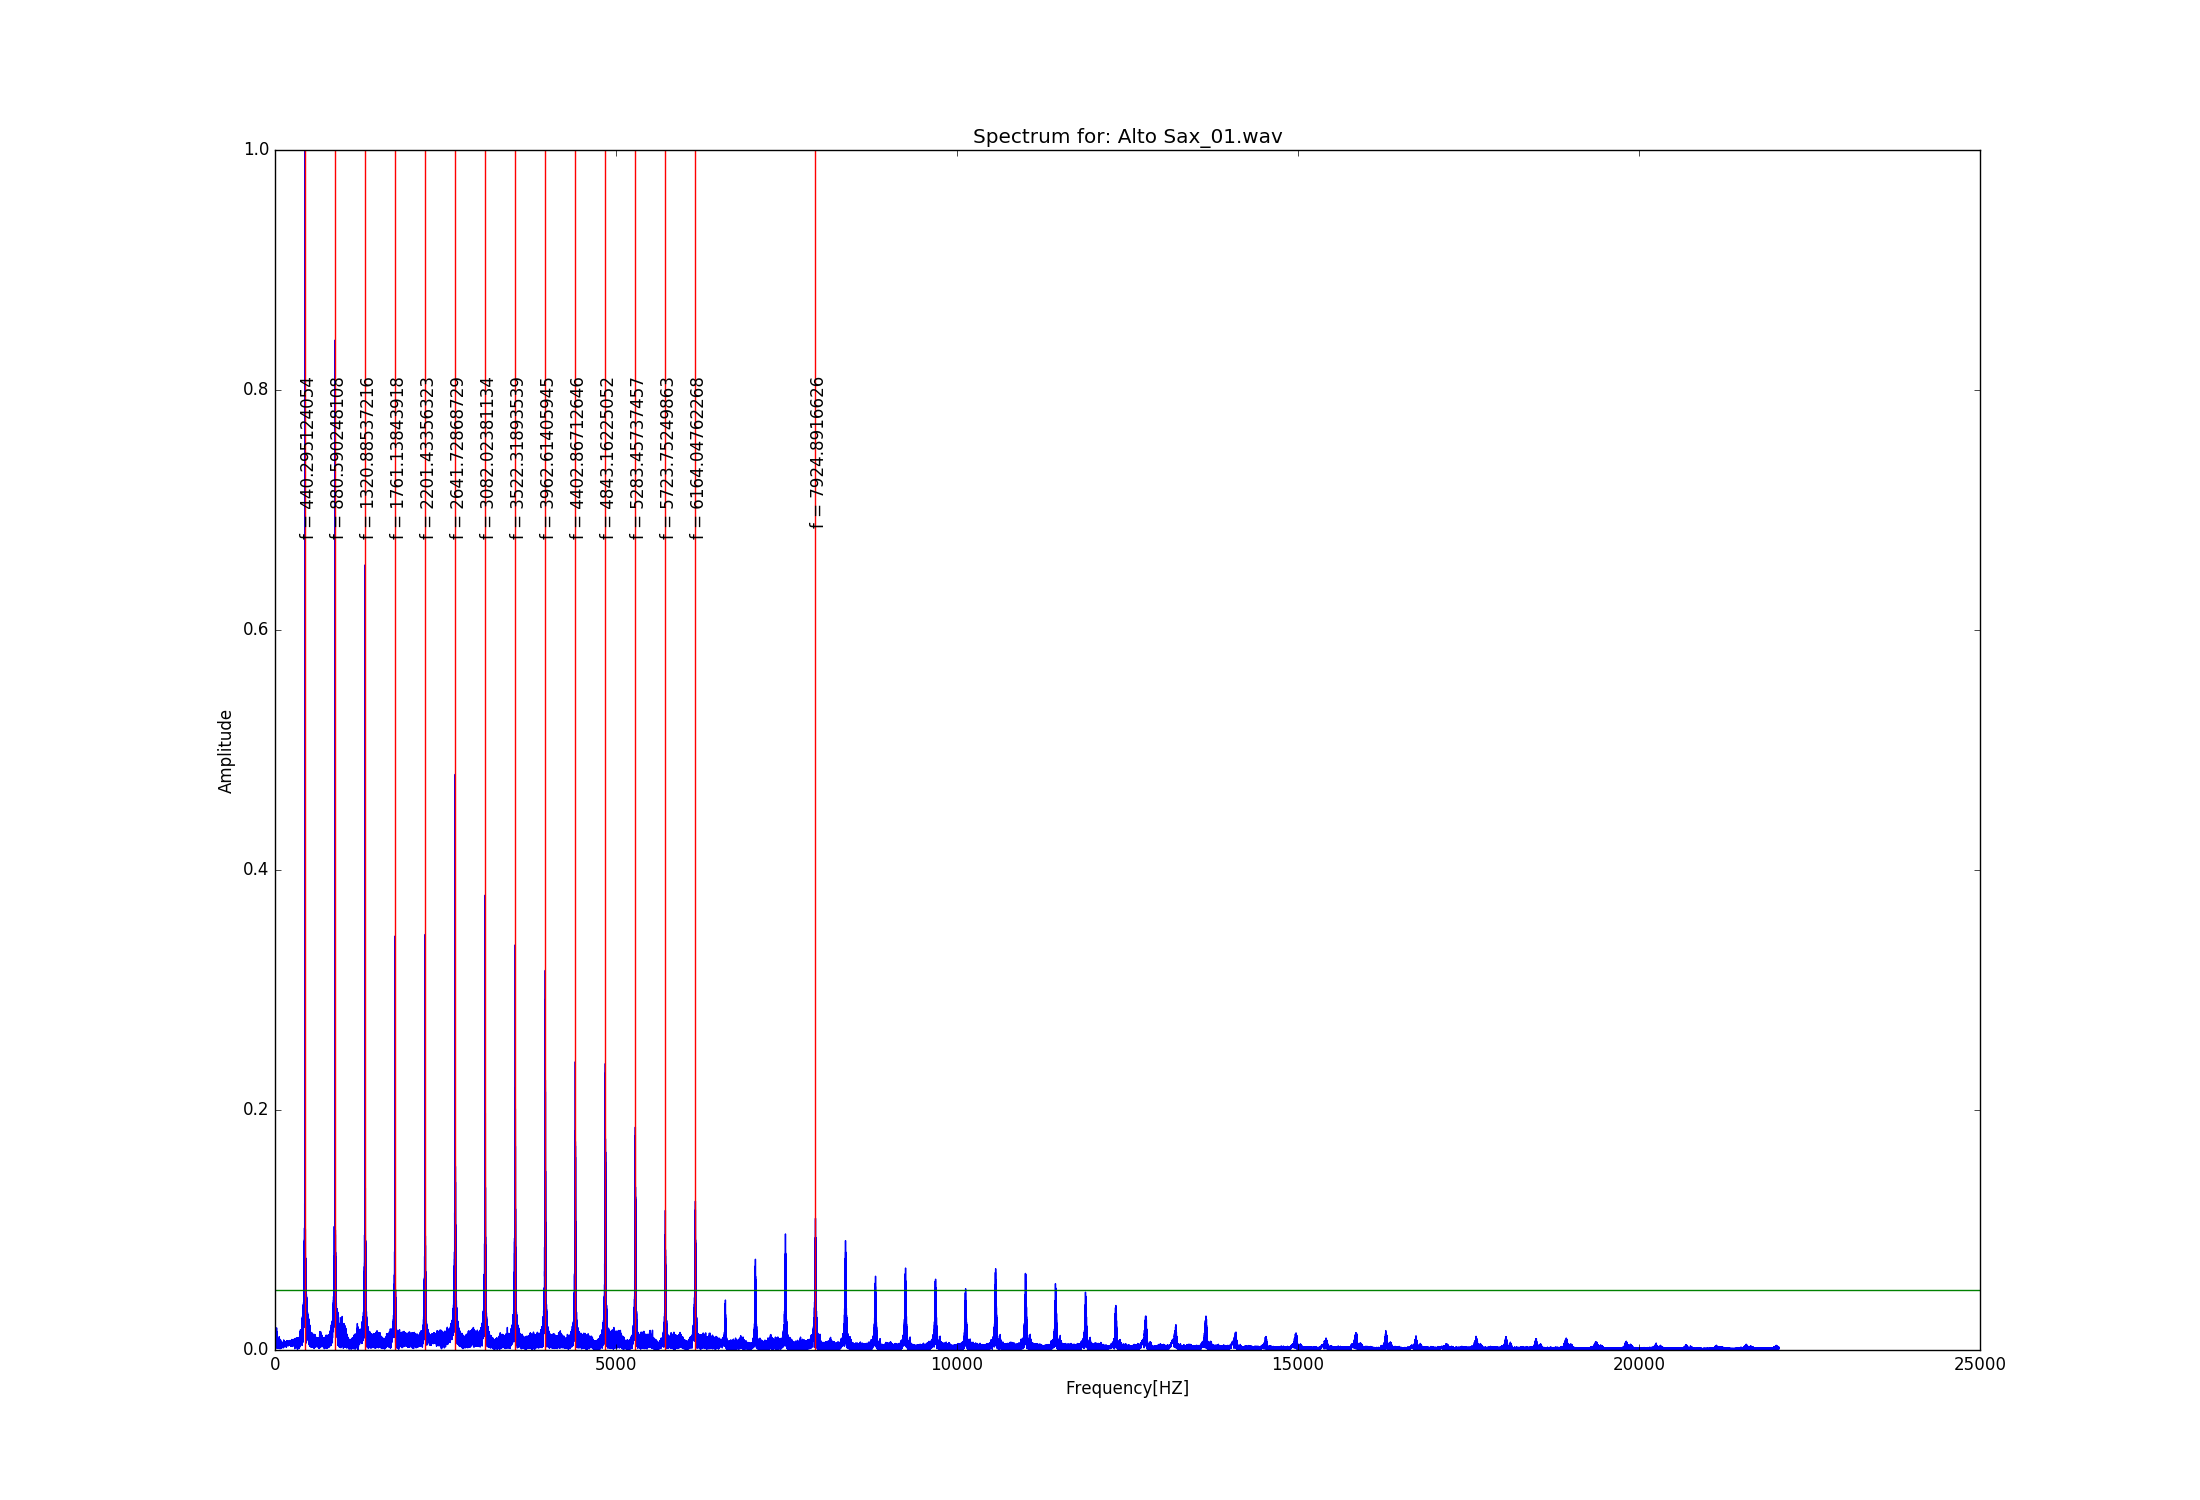 Spectrum for: Alto Sax_01.wav
1.0
0.8
0.6
0.4
0.2
0.0
Amplitude
f = 440.295124054
f = 880.590248108
f = 1320.88537216
f = 1761.13843918
f = 2201.43356323
f = 2641.72868729
f = 3082.02381134
f = 3522.31893539
f = 3962.61405945
f = 4402.86712646
f = 4843.16225052
f = 5283.45737457
f = 5723.75249863
f = 6164.04762268
f = 7924.8916626
0
5000
10000
15000
20000
25000
Frequency[HZ]